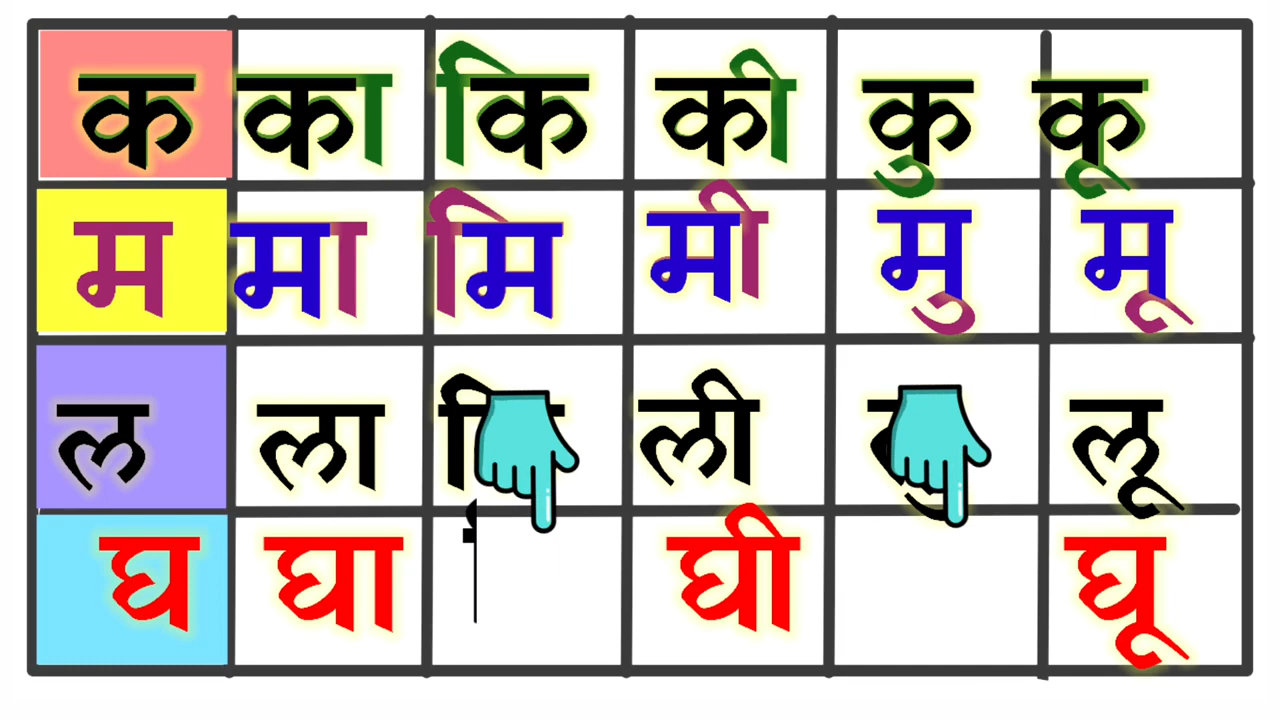 क का कि की कु कू
म मा मि मी मु मू
ल ला ली लू
घ घा घी घू